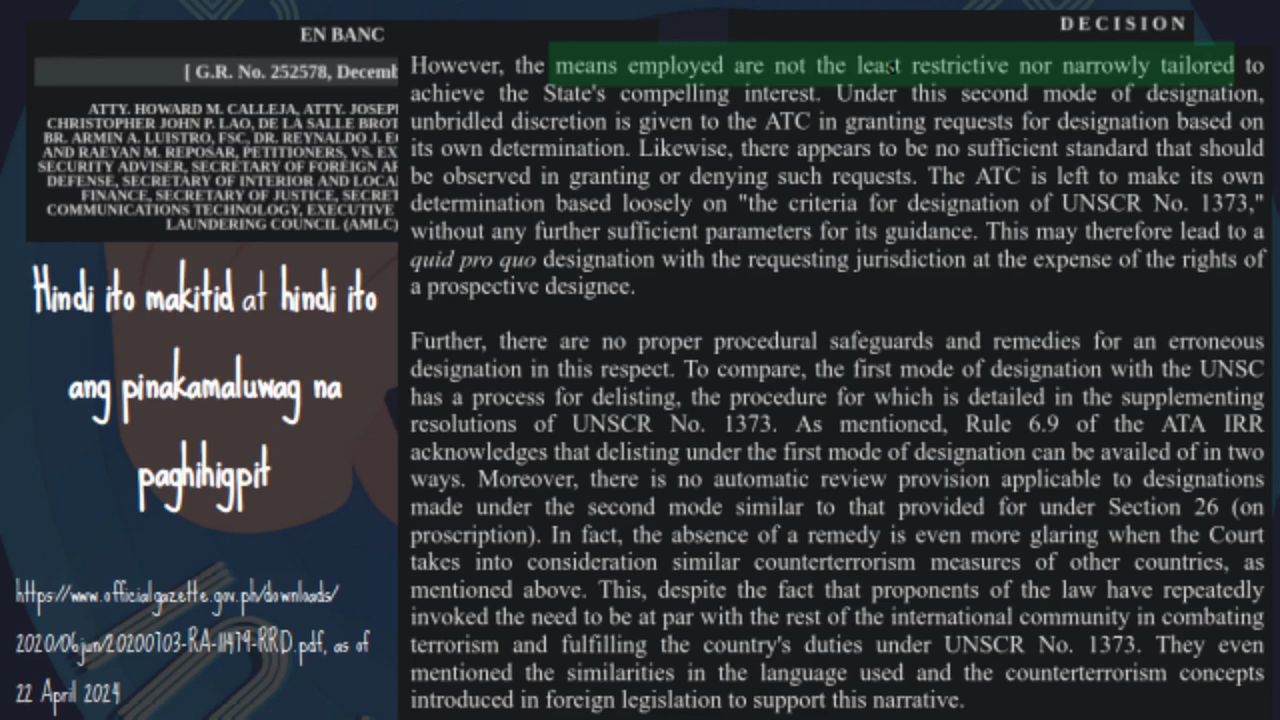 EN BANC
[ G.R. No. 252578, Decemb
ATTY. HOWARD M. CALLEJA, ATTY. JOSEP
CHRISTOPHER JOHN P. LAO, DE LA SALLE BROT
BR. ARMIN A. LUISTRO, FSC, DR. REYNALDO J. E
AND RAEYAN M. REPOSAR, PETITIONERS, VS. EX
SECURITY ADVISER, SECRETARY OF FOREIGN AF
DEFENSE, SECRETARY OF INTERIOR AND LOCA
FINANCE, SECRETARY OF JUSTICE, SECRET
COMMUNICATIONS TECHNOLOGY, EXECUTIVE
LAUNDERING COUNCIL (AMLC)
Hindi ito makitid at hindi ito
ang pinakamaluwag na
paghihigpit
https://www.officialgazette.gov.ph/downloads/
2020/06jun/20200703-RA-11479-RRD.pdf, as of
22 April 2024
DECISION
However, the means employed are not the least restrictive nor narrowly tailored to
achieve the State's compelling interest. Under this second mode of designation,
unbridled discretion is given to the ATC in granting requests for designation based on
its own determination. Likewise, there appears to be no sufficient standard that should
be observed in granting or denying such requests. The ATC is left to make its own
determination based loosely on "the criteria for designation of UNSCR No. 1373,"
without any further sufficient parameters for its guidance. This may therefore lead to a
quid pro quo designation with the requesting jurisdiction at the expense of the rights of
a prospective designee.
Further, there are no proper procedural safeguards and remedies for an erroneous
designation in this respect. To compare, the first mode of designation with the UNSC
has a process for delisting, the procedure for which is detailed in the supplementing
resolutions of UNSCR No. 1373. As mentioned, Rule 6.9 of the ATA IRR
acknowledges that delisting under the first mode of designation can be availed of in two
ways. Moreover, there is no automatic review provision applicable to designations
made under the second mode similar to that provided for under Section 26 (on
proscription). In fact, the absence of a remedy is even more glaring when the Court
takes into consideration similar counterterrorism measures of other countries, as
mentioned above. This, despite the fact that proponents of the law have repeatedly
invoked the need to be at par with the rest of the international community in combating
terrorism and fulfilling the country's duties under UNSCR No. 1373. They even
mentioned the similarities in the language used and the counterterrorism concepts
introduced in foreign legislation to support this narrative.